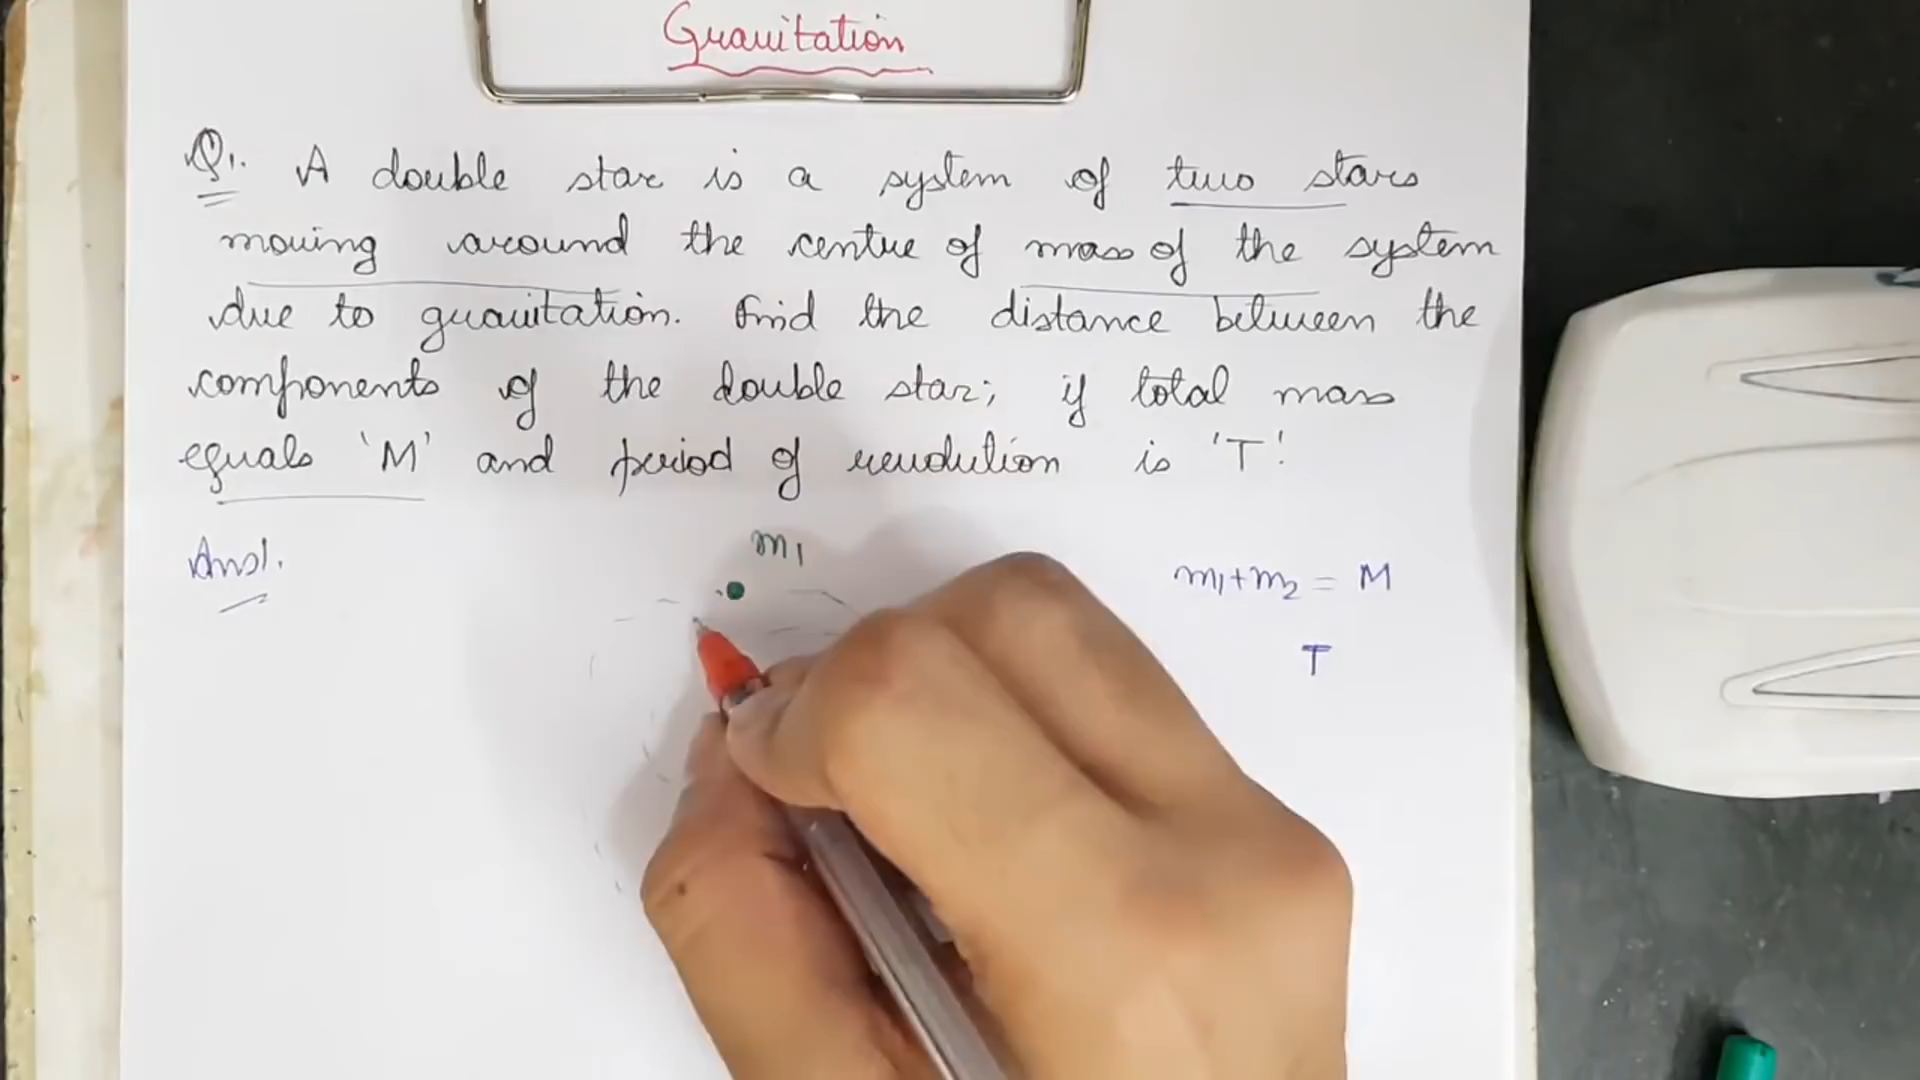 Gravitation
Q1. A double star is a system of two stars
moving around the centre of mass of the system
due to gravitation. Find the distance between the
components of the double star; if total mass
equals 'M' and period of revolution is 'T'.
Ans1.
m1
m1+m2 = M
T